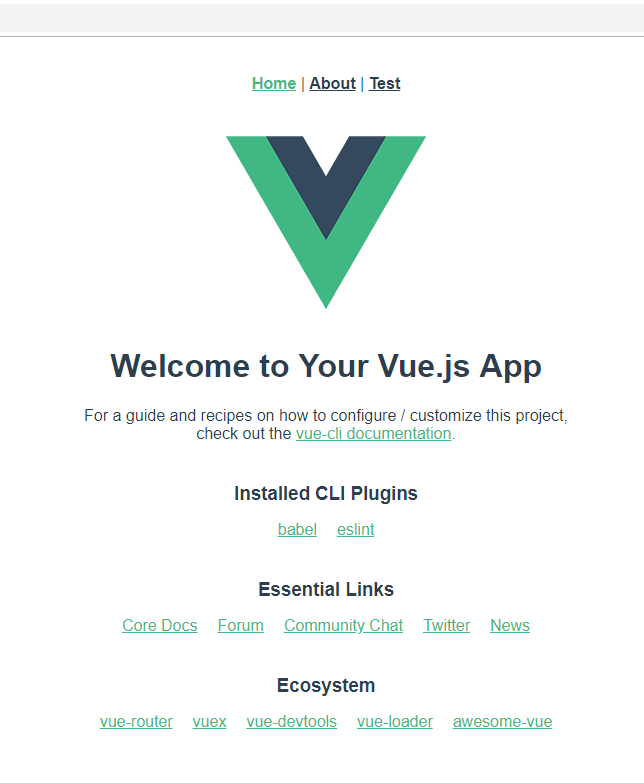 Home | About | Test
Welcome to Your Vue.js App
For a guide and recipes on how to configure / customize this project,
check out the vue-cli documentation.
Installed CLI Plugins
babel eslint
Essential Links
Core Docs Forum Community Chat Twitter News
Ecosystem
vue-router vuex vue-devtools vue-loader awesome-vue